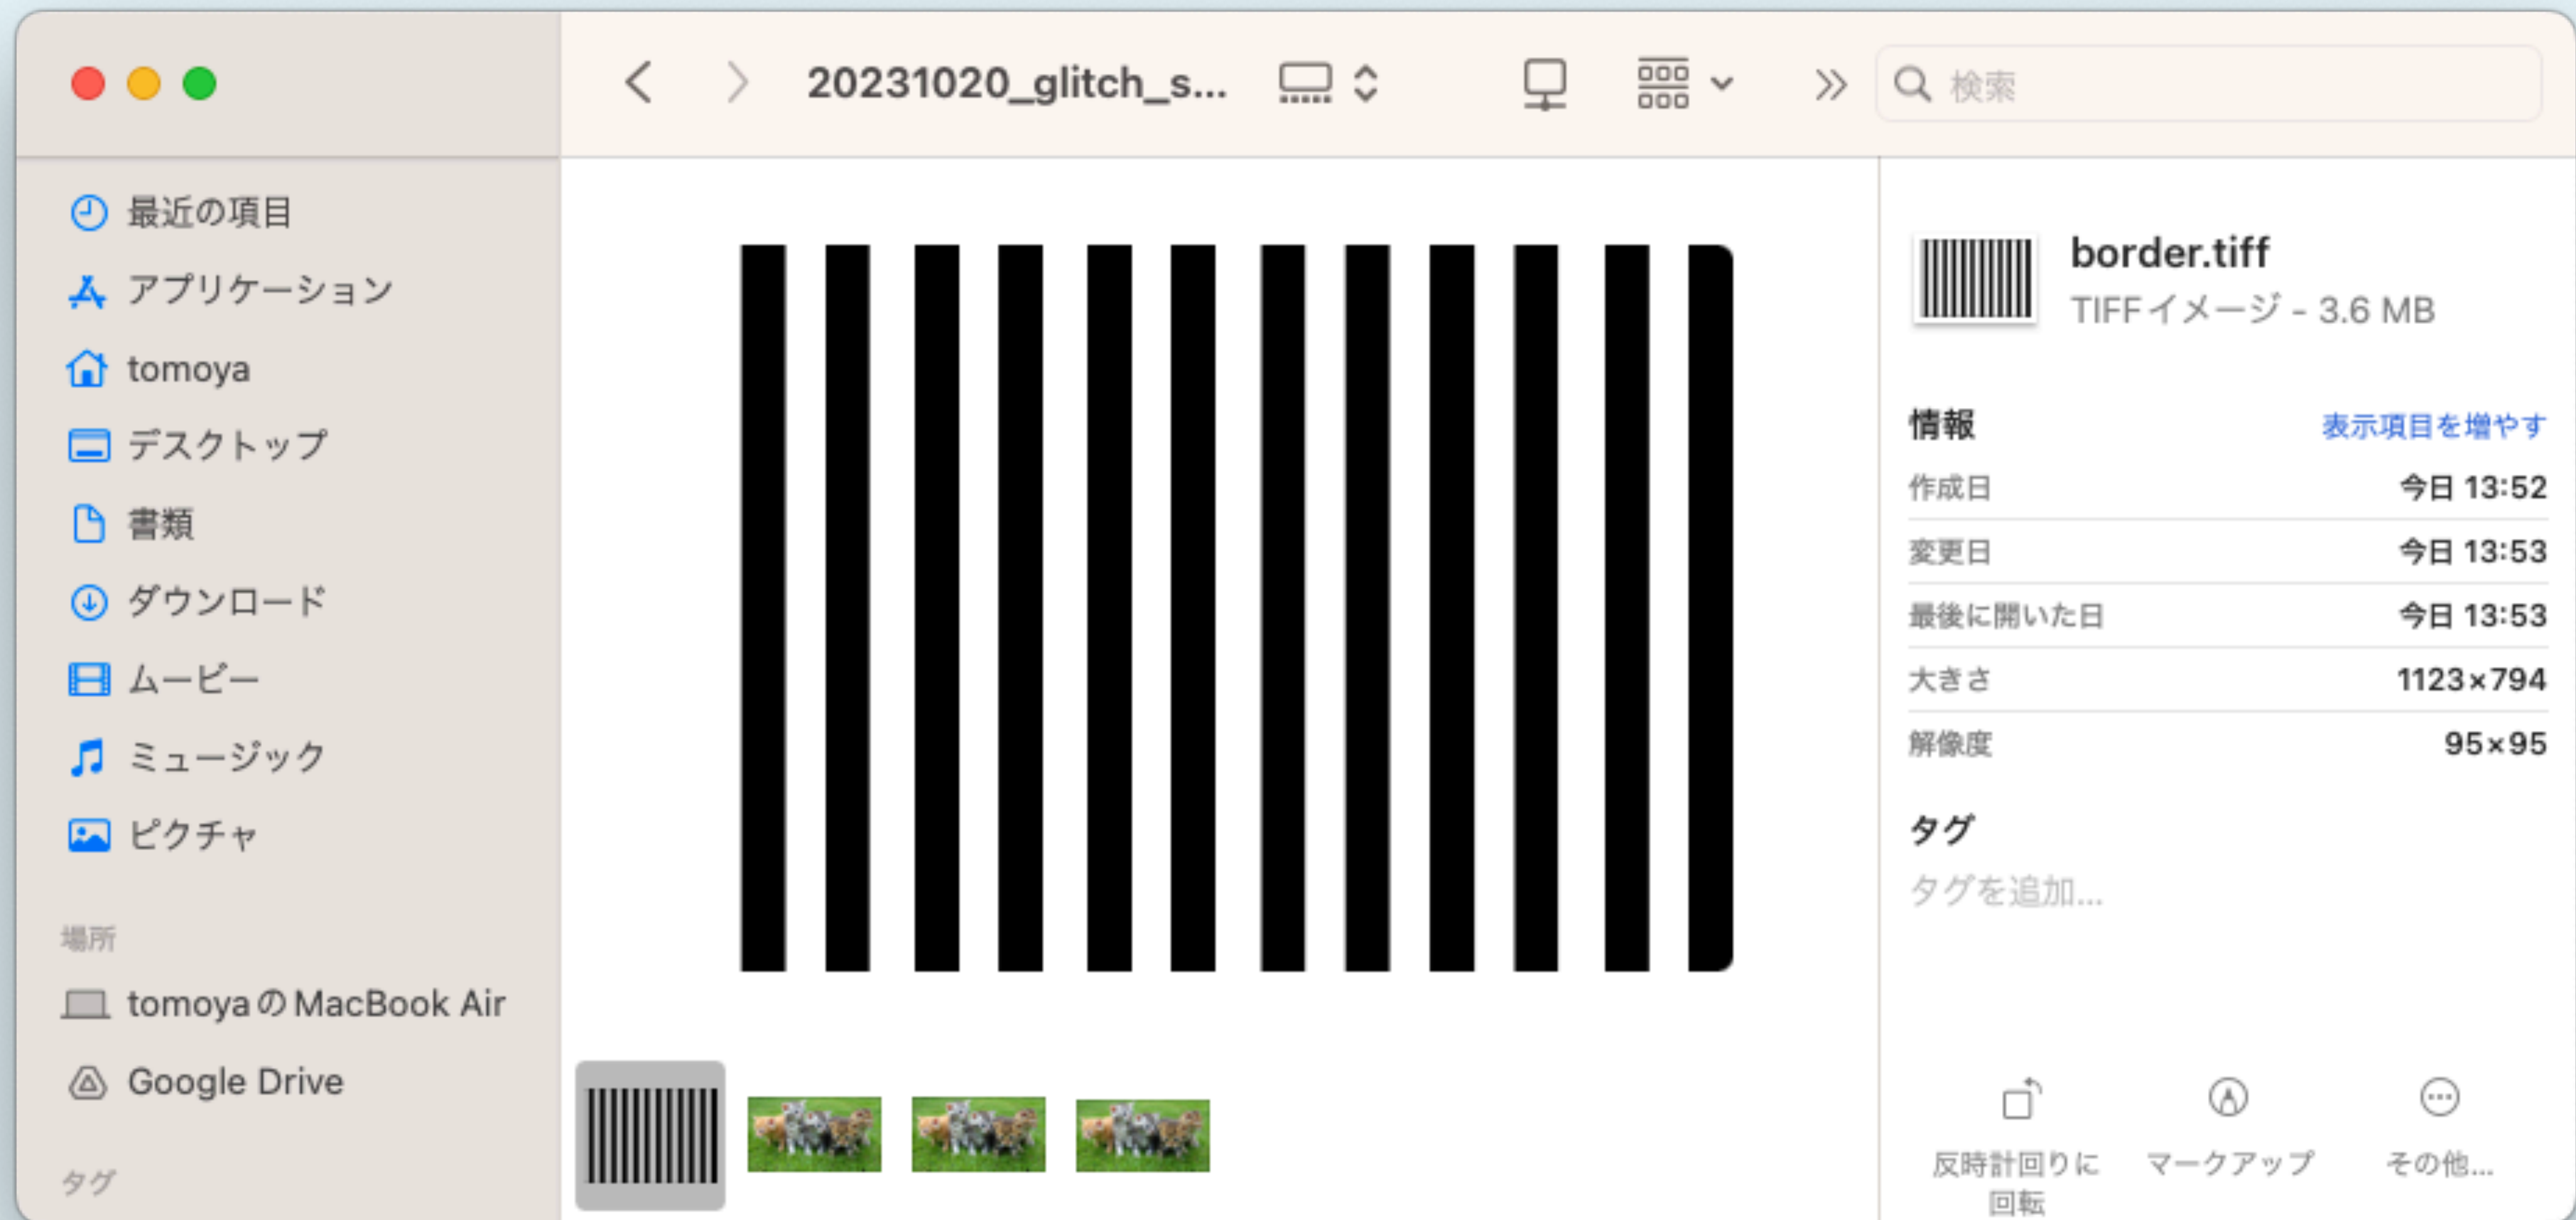 20231020_glitch_s...
検索
最近の項目
アプリケーション
tomoya
デスクトップ
書類
ダウンロード
ムービー
ミュージック
ピクチャ
場所
tomoyaのMacBook Air
Google Drive
タグ
border.tiff
TIFFイメージ - 3.6 MB
情報 表示項目を増やす
作成日 今日 13:52
変更日 今日 13:53
最後に開いた日 今日 13:53
大きさ 1123×794
解像度 95×95
タグ
タグを追加...
反時計回りに
回転
マークアップ
その他...